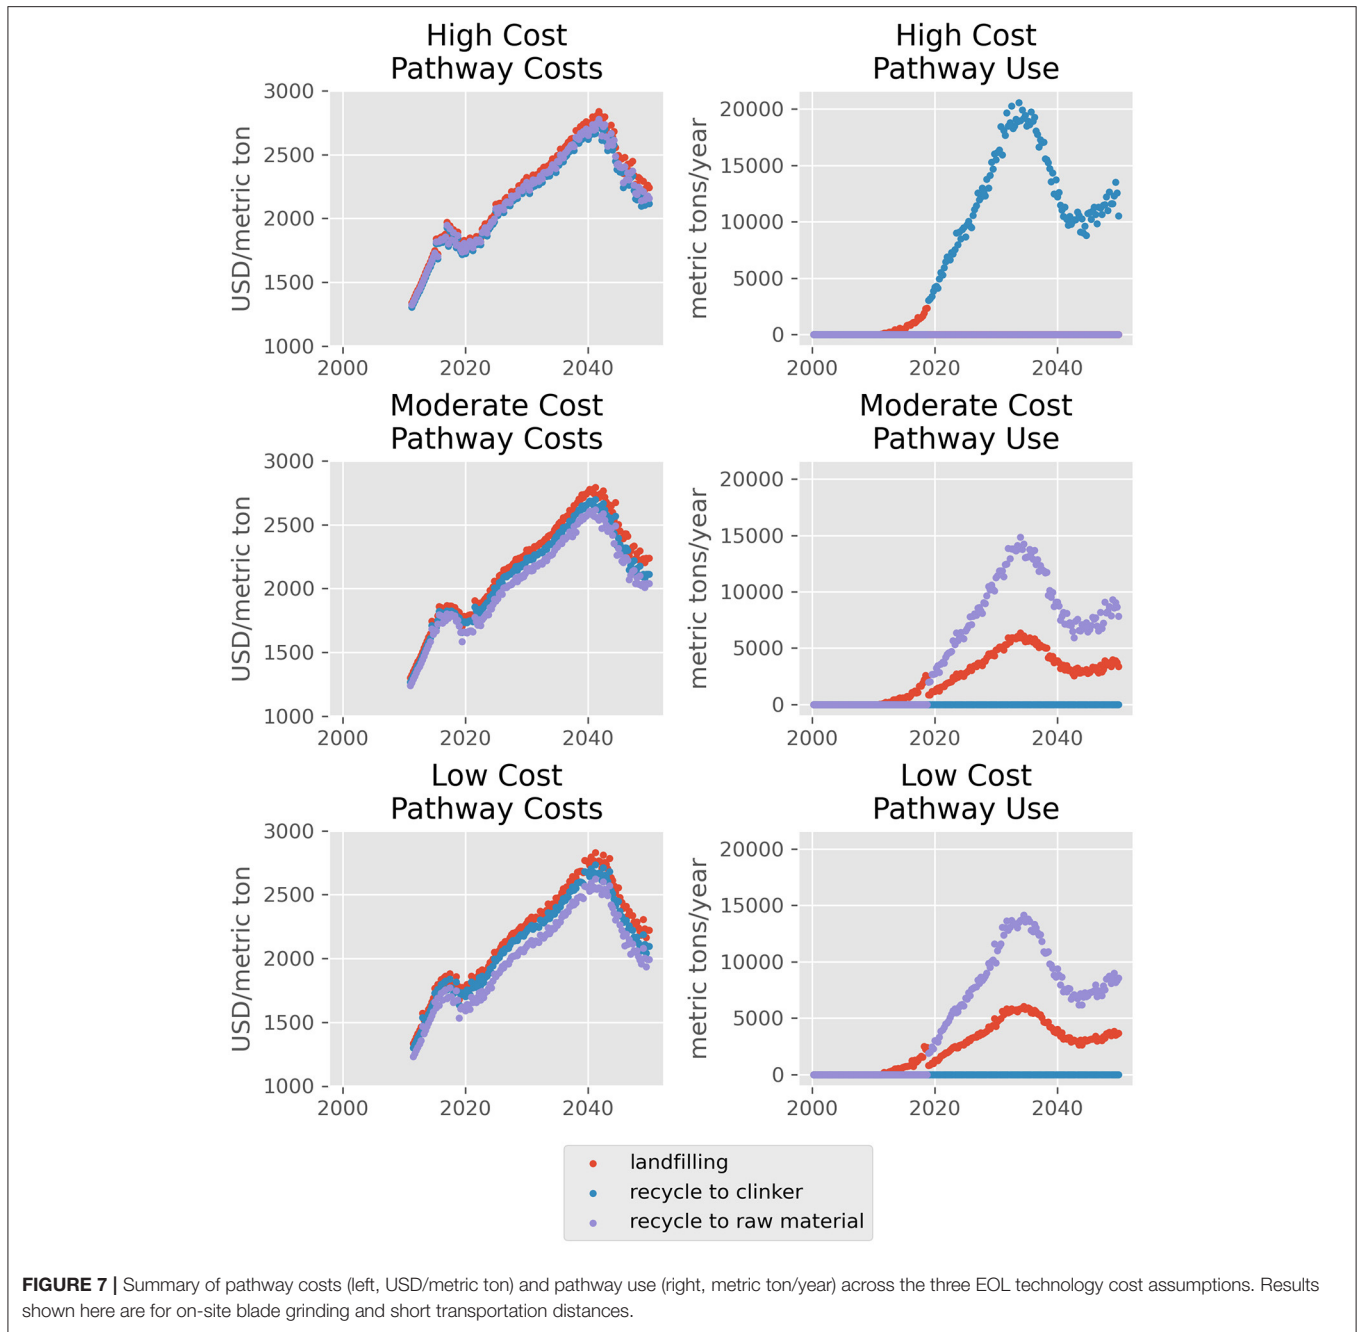 High Cost
Pathway Costs
High Cost
Pathway Use
3000
2500
2000
1500
1000
USD/metric ton
2000
2020
2040
20000
15000
10000
5000
0
metric tons/year
2000
2020
2040
Moderate Cost
Pathway Costs
Moderate Cost
Pathway Use
3000
2500
2000
1500
1000
USD/metric ton
2000
2020
2040
20000
15000
10000
5000
0
metric tons/year
2000
2020
2040
Low Cost
Pathway Costs
Low Cost
Pathway Use
3000
2500
2000
1500
1000
USD/metric ton
2000
2020
2040
20000
15000
10000
5000
0
metric tons/year
2000
2020
2040
landfilling
recycle to clinker
recycle to raw material
FIGURE 7 | Summary of pathway costs (left, USD/metric ton) and pathway use (right, metric ton/year) across the three EOL technology cost assumptions. Results
shown here are for on-site blade grinding and short transportation distances.